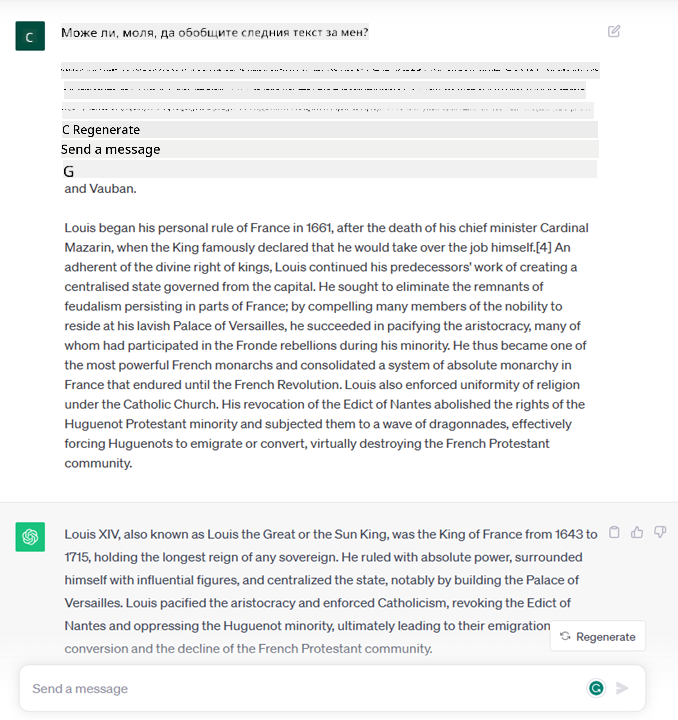 C
Може ли, моля, да обобщите следния текст за мен?
C Regenerate
Send a message
G
and Vauban.
Louis began his personal rule of France in 1661, after the death of his chief minister Cardinal
Mazarin, when the King famously declared that he would take over the job himself.[4] An
adherent of the divine right of kings, Louis continued his predecessors' work of creating a
centralised state governed from the capital. He sought to eliminate the remnants of
feudalism persisting in parts of France; by compelling many members of the nobility to
reside at his lavish Palace of Versailles, he succeeded in pacifying the aristocracy, many of
whom had participated in the Fronde rebellions during his minority. He thus became one of
the most powerful French monarchs and consolidated a system of absolute monarchy in
France that endured until the French Revolution. Louis also enforced uniformity of religion
under the Catholic Church. His revocation of the Edict of Nantes abolished the rights of the
Huguenot Protestant minority and subjected them to a wave of dragonnades, effectively
forcing Huguenots to emigrate or convert, virtually destroying the French Protestant
community.
Louis XIV, also known as Louis the Great or the Sun King, was the King of France from 1643 to
1715, holding the longest reign of any sovereign. He ruled with absolute power, surrounded
himself with influential figures, and centralized the state, notably by building the Palace of
Versailles. Louis pacified the aristocracy and enforced Catholicism, revoking the Edict of
Nantes and oppressing the Huguenot minority, ultimately leading to their emigration
Regenerate
conversion and the decline of the French Protestant community.
Send a message